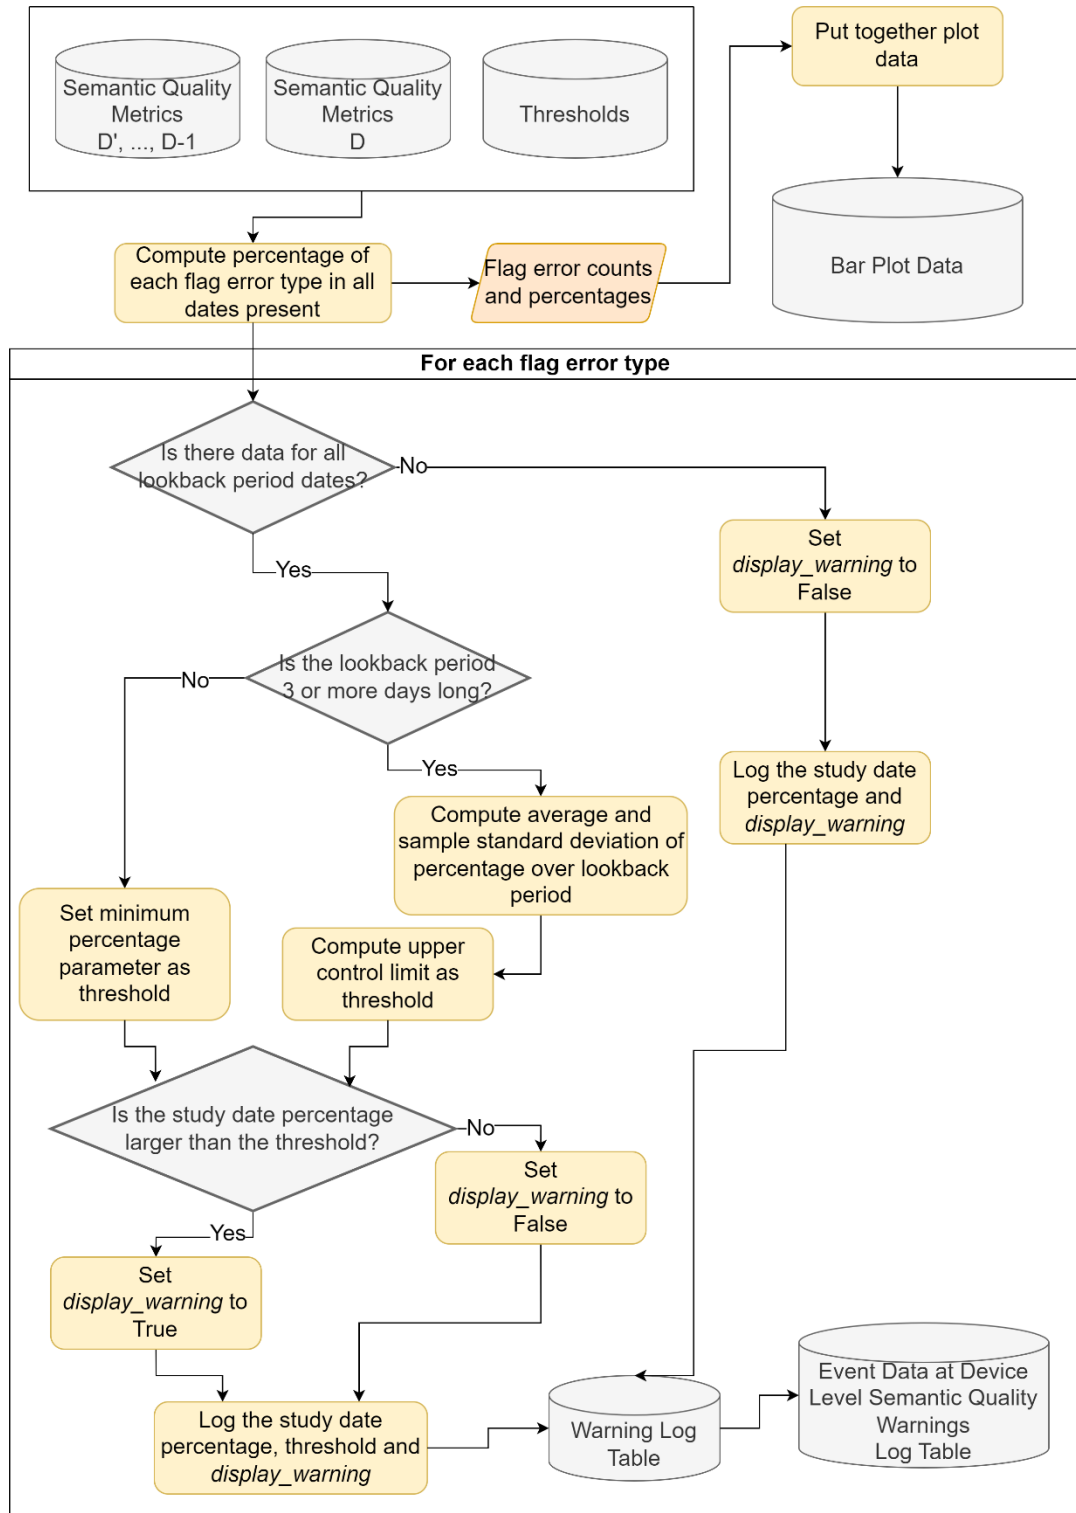 Semantic Quality
Metrics
D', ..., D-1
Semantic Quality
Metrics
D
Thresholds
Put together plot
data
Bar Plot Data
Compute percentage of
each flag error type in all
dates present
Flag error counts
and percentages
For each flag error type
Is there data for all
lookback period dates?
No
Yes
Set
display_warning to
False
Is the lookback period
3 or more days long?
No
Yes
Log the study date
percentage and
display_warning
Compute average and
sample standard deviation of
percentage over lookback
period
Set minimum
percentage
parameter as
threshold
Compute upper
control limit as
threshold
Is the study date percentage
larger than the threshold?
No
Yes
Set
display_warning to
False
Set
display_warning to
True
Log the study date
percentage, threshold and
display_warning
Warning Log
Table
Event Data at Device
Level Semantic Quality
Warnings
Log Table